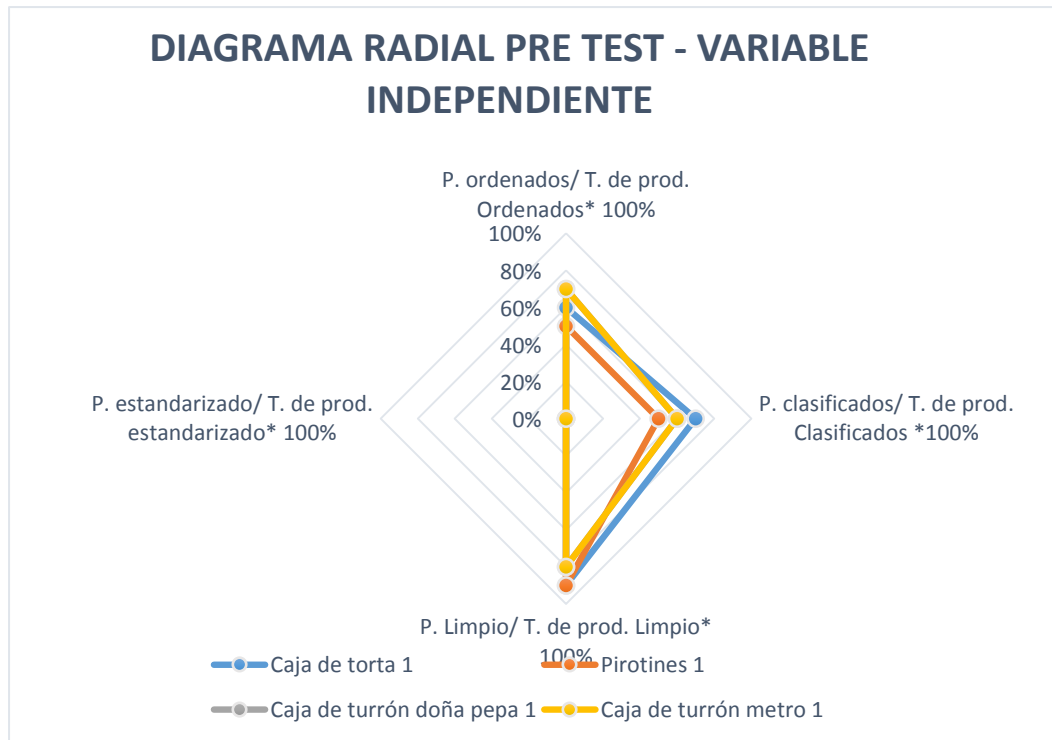 DIAGRAMA RADIAL PRE TEST - VARIABLE
INDEPENDIENTE
P. ordenados/ T. de prod.
Ordenados* 100%
100%
80%
60%
40%
20%
0%
P. estandarizado/ T. de prod.
estandarizado* 100%
P. clasificados/ T. de prod.
Clasificados *100%
P. Limpio/ T. de prod. Limpio*
100%
Caja de torta 1
Pirotines 1
Caja de turrón doña pepa 1
Caja de turrón metro 1